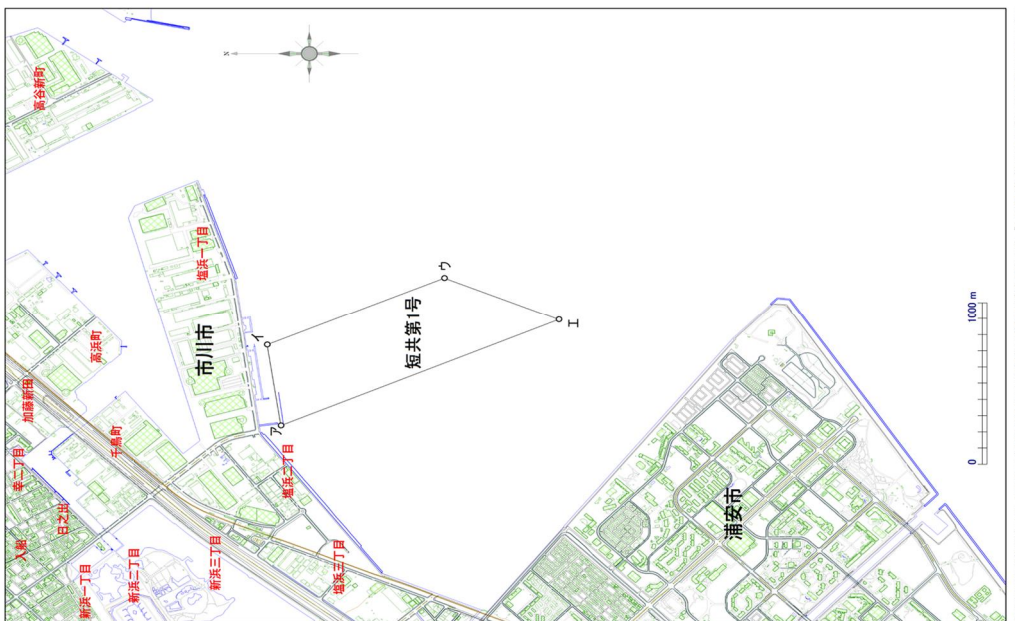 高谷新町
N
塩浜一丁目
市川市
高浜町
加藤新田
千鳥町
幸二丁目
日之出
入船
新浜一丁目
新浜二丁目
新浜三丁目
塩浜二丁目
塩浜三丁目
ア
イ
ウ
エ
短共第1号
浦安市
0
1000 m